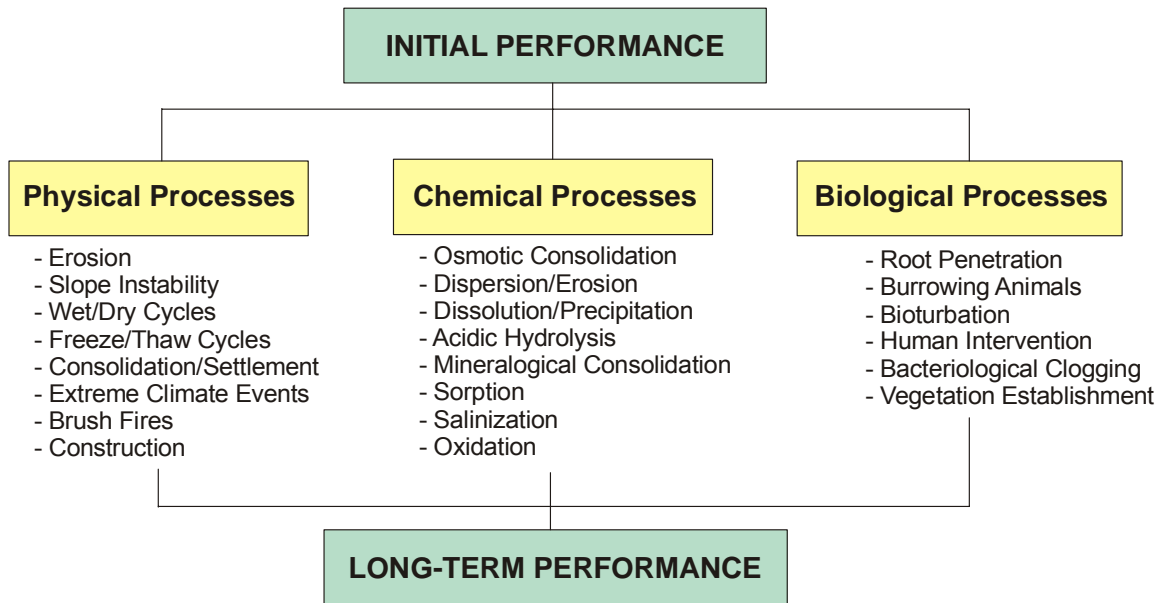 INITIAL PERFORMANCE
Physical Processes
- Erosion
- Slope Instability
- Wet/Dry Cycles
- Freeze/Thaw Cycles
- Consolidation/Settlement
- Extreme Climate Events
- Brush Fires
- Construction
Chemical Processes
- Osmotic Consolidation
- Dispersion/Erosion
- Dissolution/Precipitation
- Acidic Hydrolysis
- Mineralogical Consolidation
- Sorption
- Salinization
- Oxidation
Biological Processes
- Root Penetration
- Burrowing Animals
- Bioturbation
- Human Intervention
- Bacteriological Clogging
- Vegetation Establishment
LONG-TERM PERFORMANCE